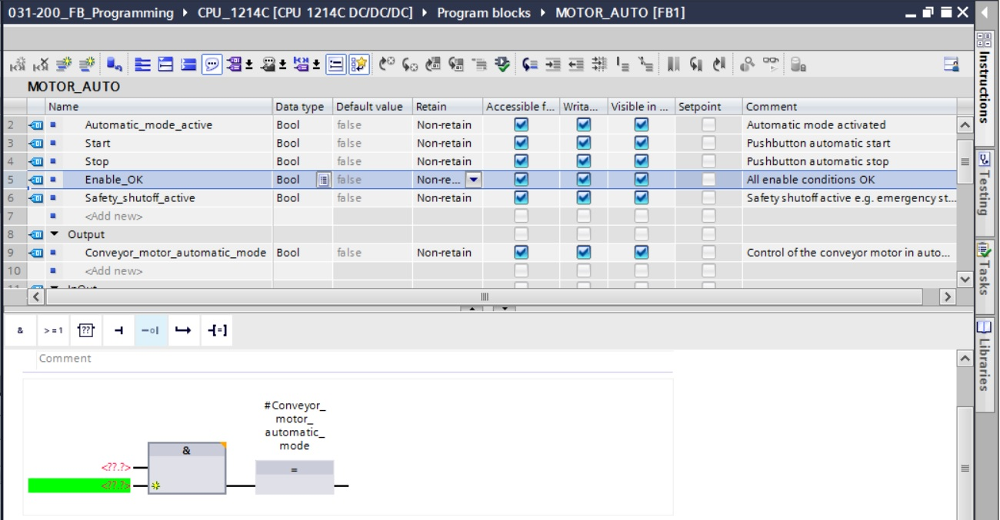 031-200_FB_Programming ▸ CPU_1214C [CPU 1214C DC/DC/DC] ▸ Program blocks ▸ MOTOR_AUTO [FB1]
MOTOR_AUTO
Name Data type Default value Retain Accessible f... Writa... Visible in ... Setpoint Comment
2 Automatic_mode_active Bool false Non-retain Automatic mode activated
3 Start Bool false Non-retain Pushbutton automatic start
4 Stop Bool false Non-retain Pushbutton automatic stop
5 Enable_OK Bool false Non-re... All enable conditions OK
6 Safety_shutoff_active Bool false Non-retain Safety shutoff active e.g. emergency st...
7 <Add new>
8 Output
9 Conveyor_motor_automatic_mode Bool false Non-retain Control of the conveyor motor in auto...
10 <Add new>
11 InOut
& >=1 ?? -o| [=]
Comment
#Conveyor_
motor_
automatic_
mode
&
=
<??.?>
<??.?>
Instructions
Testing
Tasks
Libraries